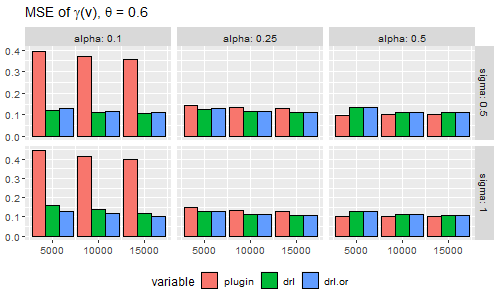 MSE of γ(v), θ = 0.6
alpha: 0.1 alpha: 0.25 alpha: 0.5
0.4
0.3
0.2
0.1
0.0
sigma: 0.5
0.4
0.3
0.2
0.1
0.0
sigma: 1
5000 10000 15000 5000 10000 15000 5000 10000 15000
variable plugin drl drl.or